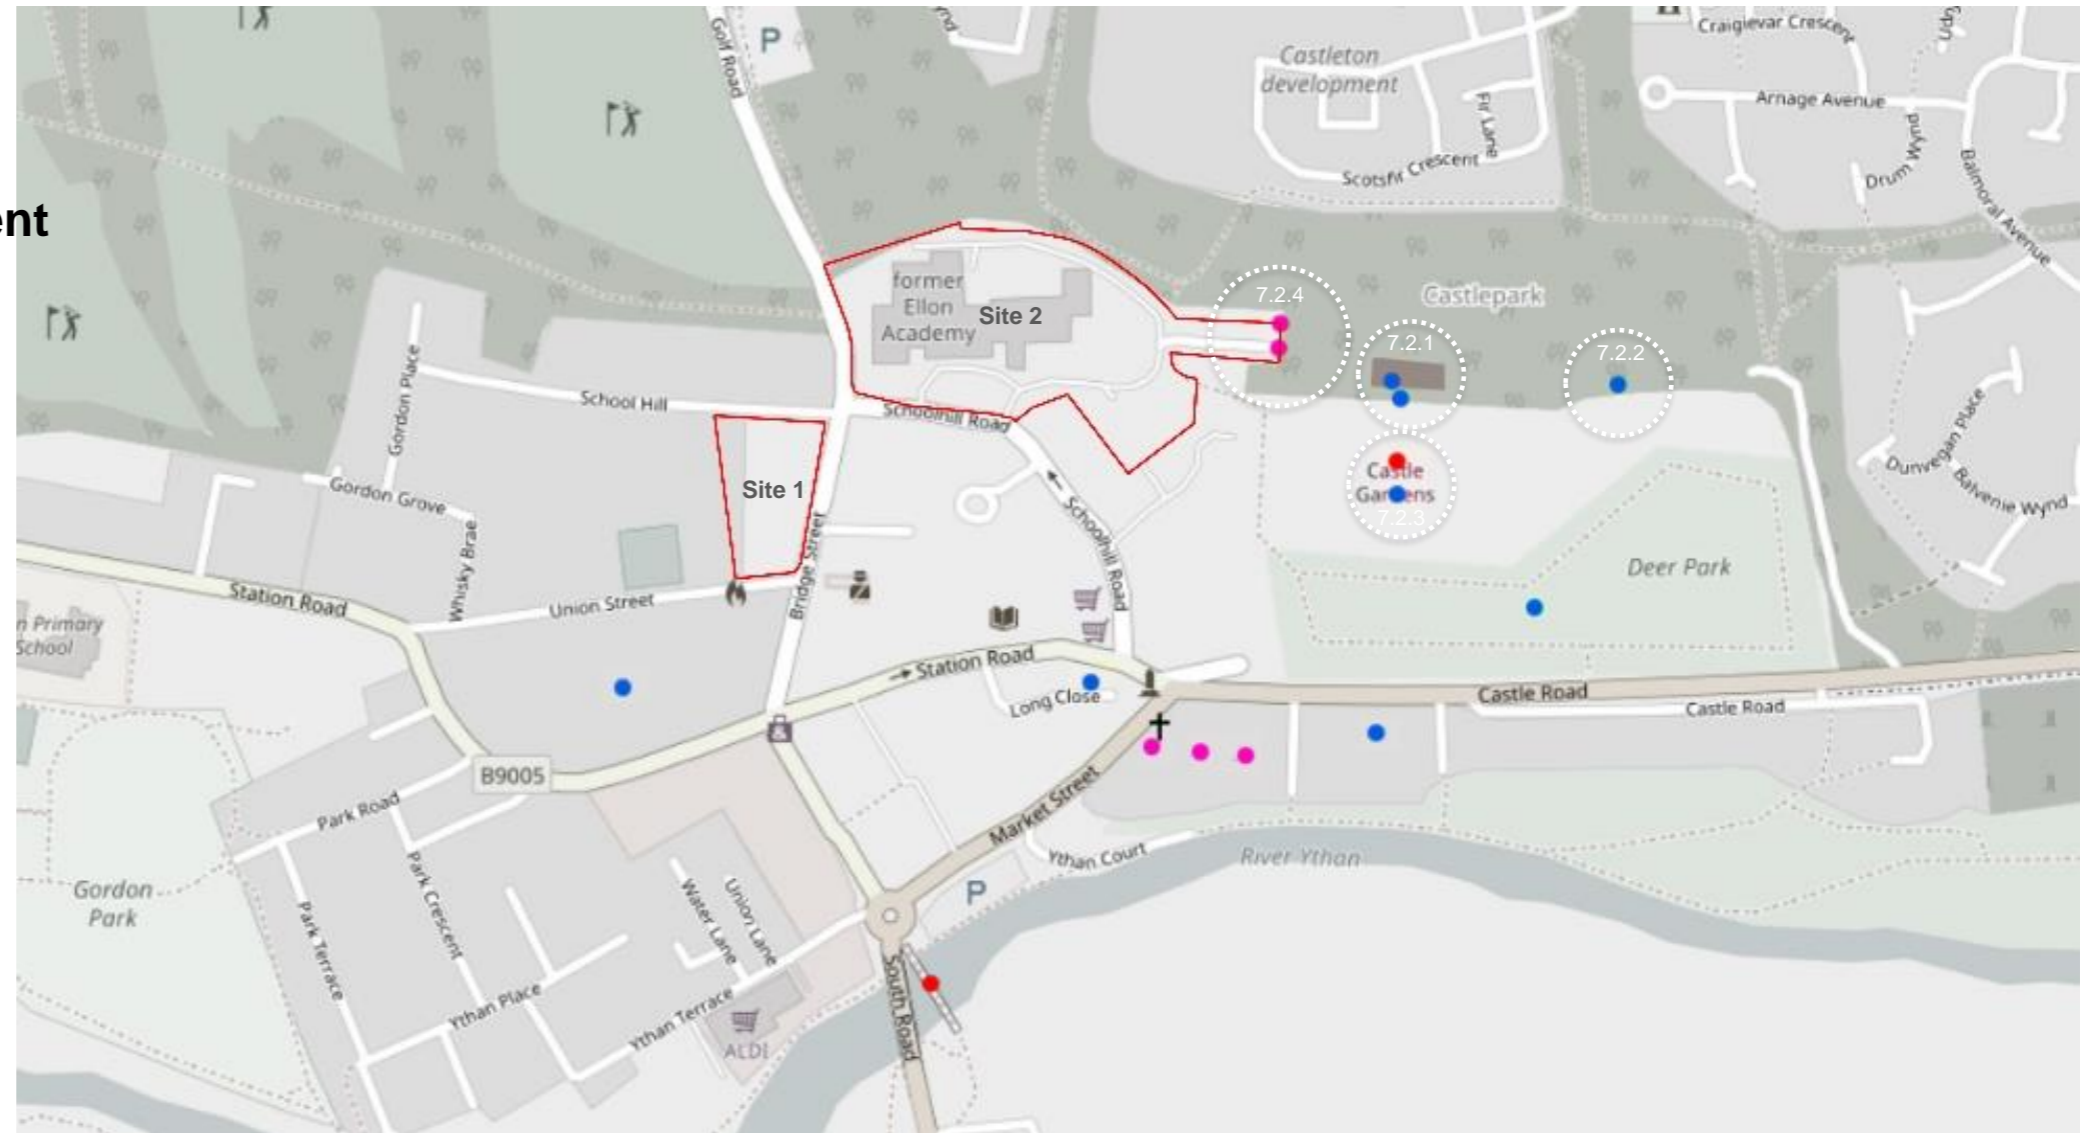 Golf Road
P
Castleton
development
Fir Lane
Scotsfir Crescent
Craigievar Crescent
Arnage Avenue
Drum Wynd
Balmoral Avenue
ent
former
Ellon
Academy
Site 2
7.2.4
Castlepark
7.2.1
7.2.2
Gordon Place
School Hill
Schoolhill Road
Castle
Gardens
7.2.3
Dunvegan Place
Balvenie Wynd
Gordon Grove
Site 1
Whisky Brae
Bridge Street
Schoolhill Road
Deer Park
Station Road
Union Street
n Primary
School
Station Road
Long Close
Castle Road
Castle Road
B9005
Park Road
Market Street
Ythan Court
River Ythan
P
Gordon
Park
Park Terrace
Park Crescent
Water Lane
Union Lane
Ythan Place
Ythan Terrace
ALDI
South Road